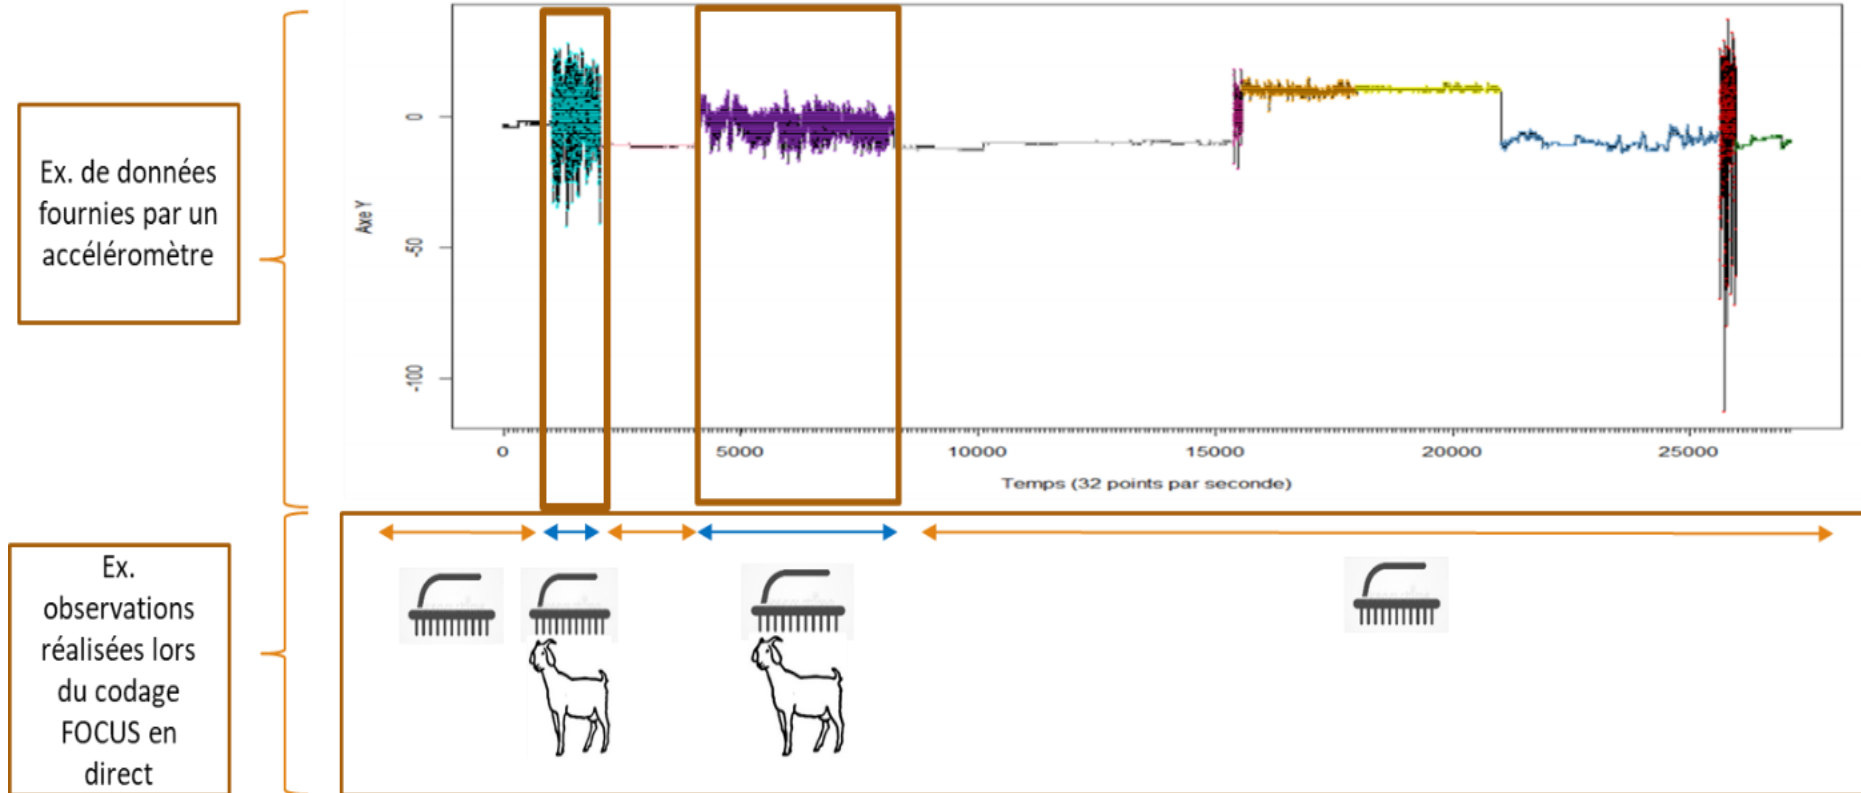 Ex. de données
fournies par un
accéléromètre
Axe Y
0
-50
-100
0 5000 10000 15000 20000 25000
Temps (32 points par seconde)
Ex.
observations
réalisées lors
du codage
FOCUS en
direct